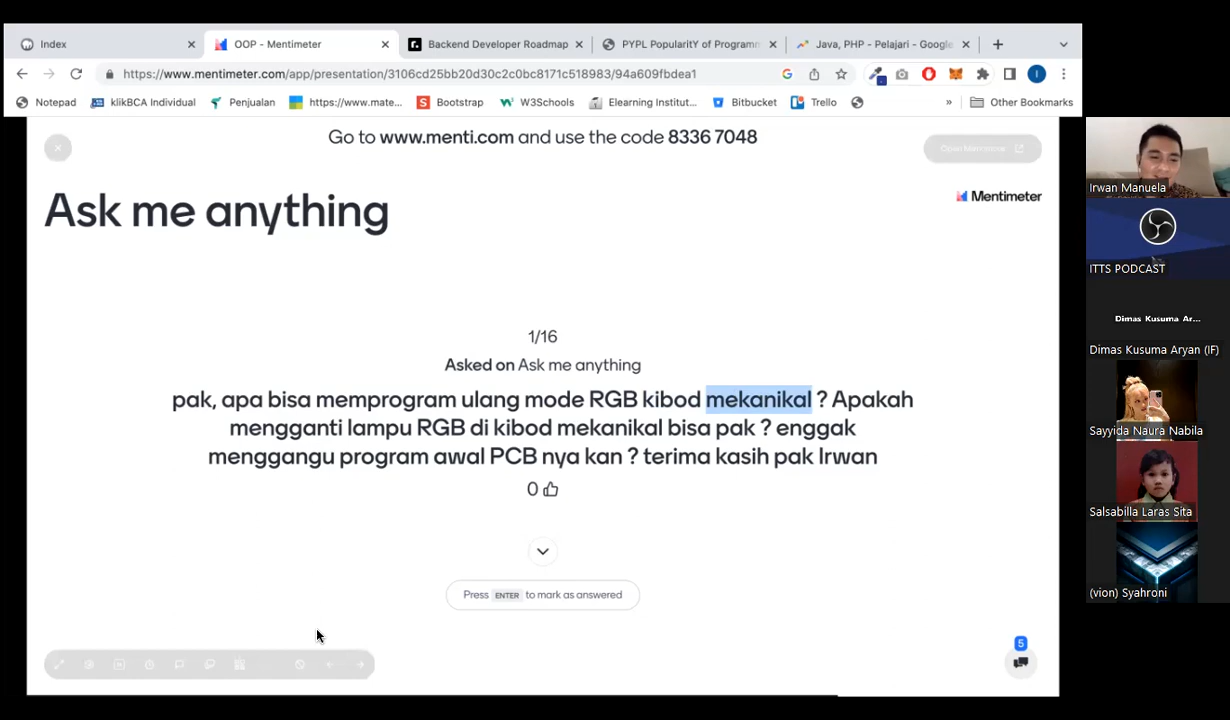 Index
OOP - Mentimeter
Backend Developer Roadmap
PYPL PopularitY of Programm
Java, PHP - Pelajari - Google
https://www.mentimeter.com/app/presentation/3106cd25bb20d30c2c0bc8171c518983/94a609fbdea1
I
Notepad
klikBCA Individual
Penjualan
https://www.mate...
Bootstrap
W3Schools
Elearning Institut...
Bitbucket
Trello
»
Other Bookmarks
Go to www.menti.com and use the code 8336 7048
Ask me anything
Mentimeter
1/16
Asked on Ask me anything
pak, apa bisa memprogram ulang mode RGB kibod mekanikal ? Apakah
mengganti lampu RGB di kibod mekanikal bisa pak ? enggak
menggangu program awal PCB nya kan ? terima kasih pak Irwan
0
Press ENTER to mark as answered
5
Irwan Manuela
ITTS PODCAST
Dimas Kusuma Ar...
Dimas Kusuma Aryan (IF)
Sayyida Naura Nabila
Salsabilla Laras Sita
(vion) Syahroni